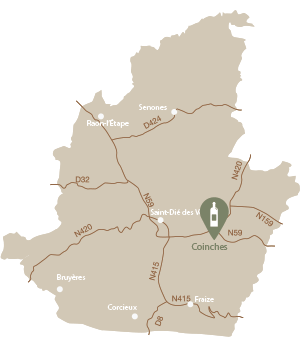 Senones
Raon-l'Étape
D424
D32
N420
N59
Saint-Dié des V
N159
N420
N59
Coinches
N415
Bruyères
N415
Fraize
Corcieux
D8